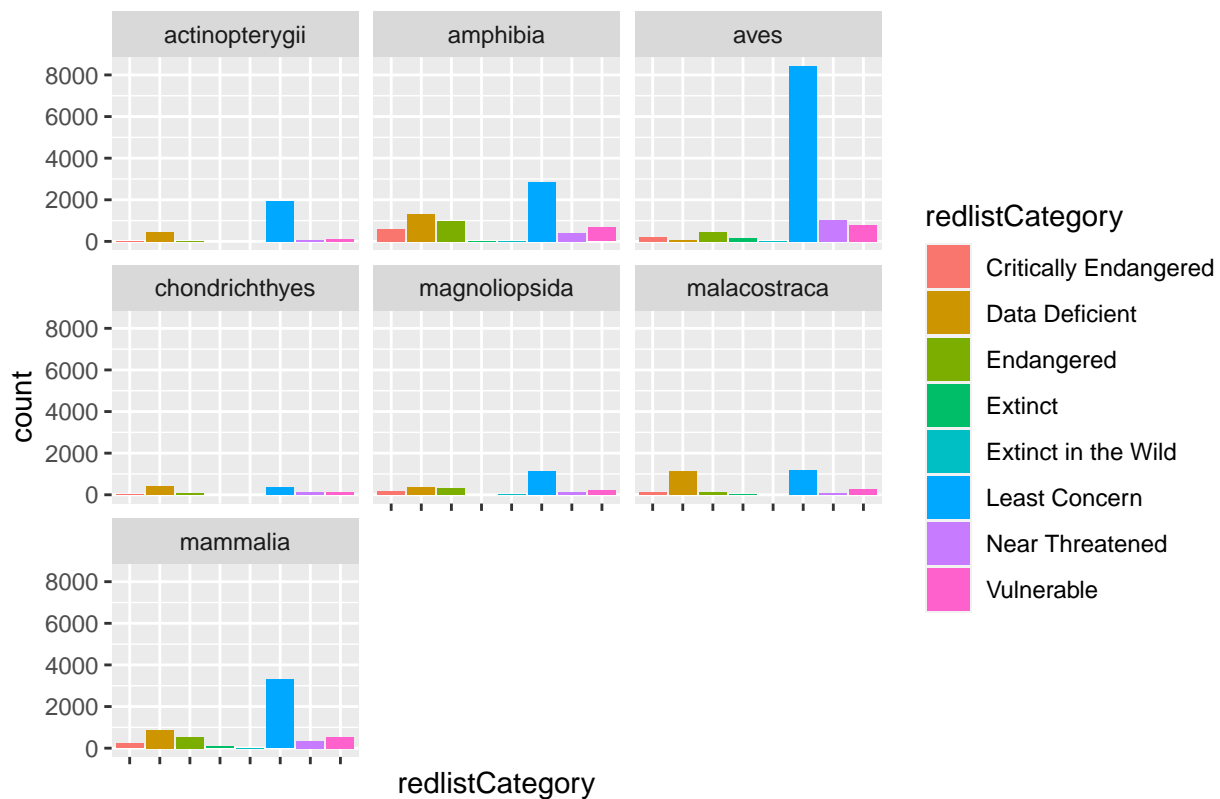 actinopterygii
amphibia
aves
8000
6000
4000
2000
0
chondrichthyes
magnoliopsida
malacostraca
8000
6000
4000
2000
0
mammalia
8000
6000
4000
2000
0
count
redlistCategory
redlistCategory
Critically Endangered
Data Deficient
Endangered
Extinct
Extinct in the Wild
Least Concern
Near Threatened
Vulnerable